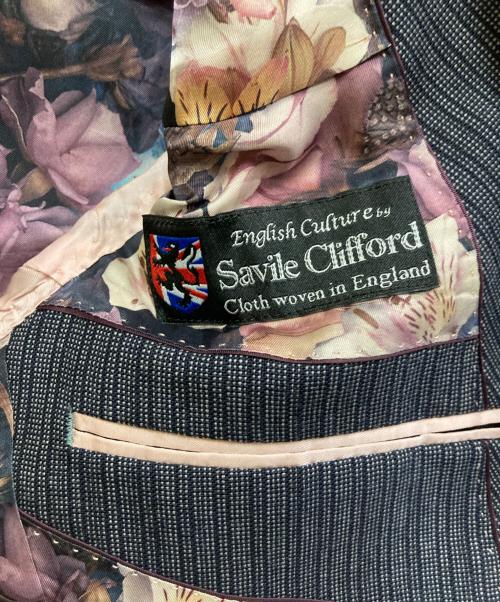 English Culture by
Savile Clifford
Cloth woven in England